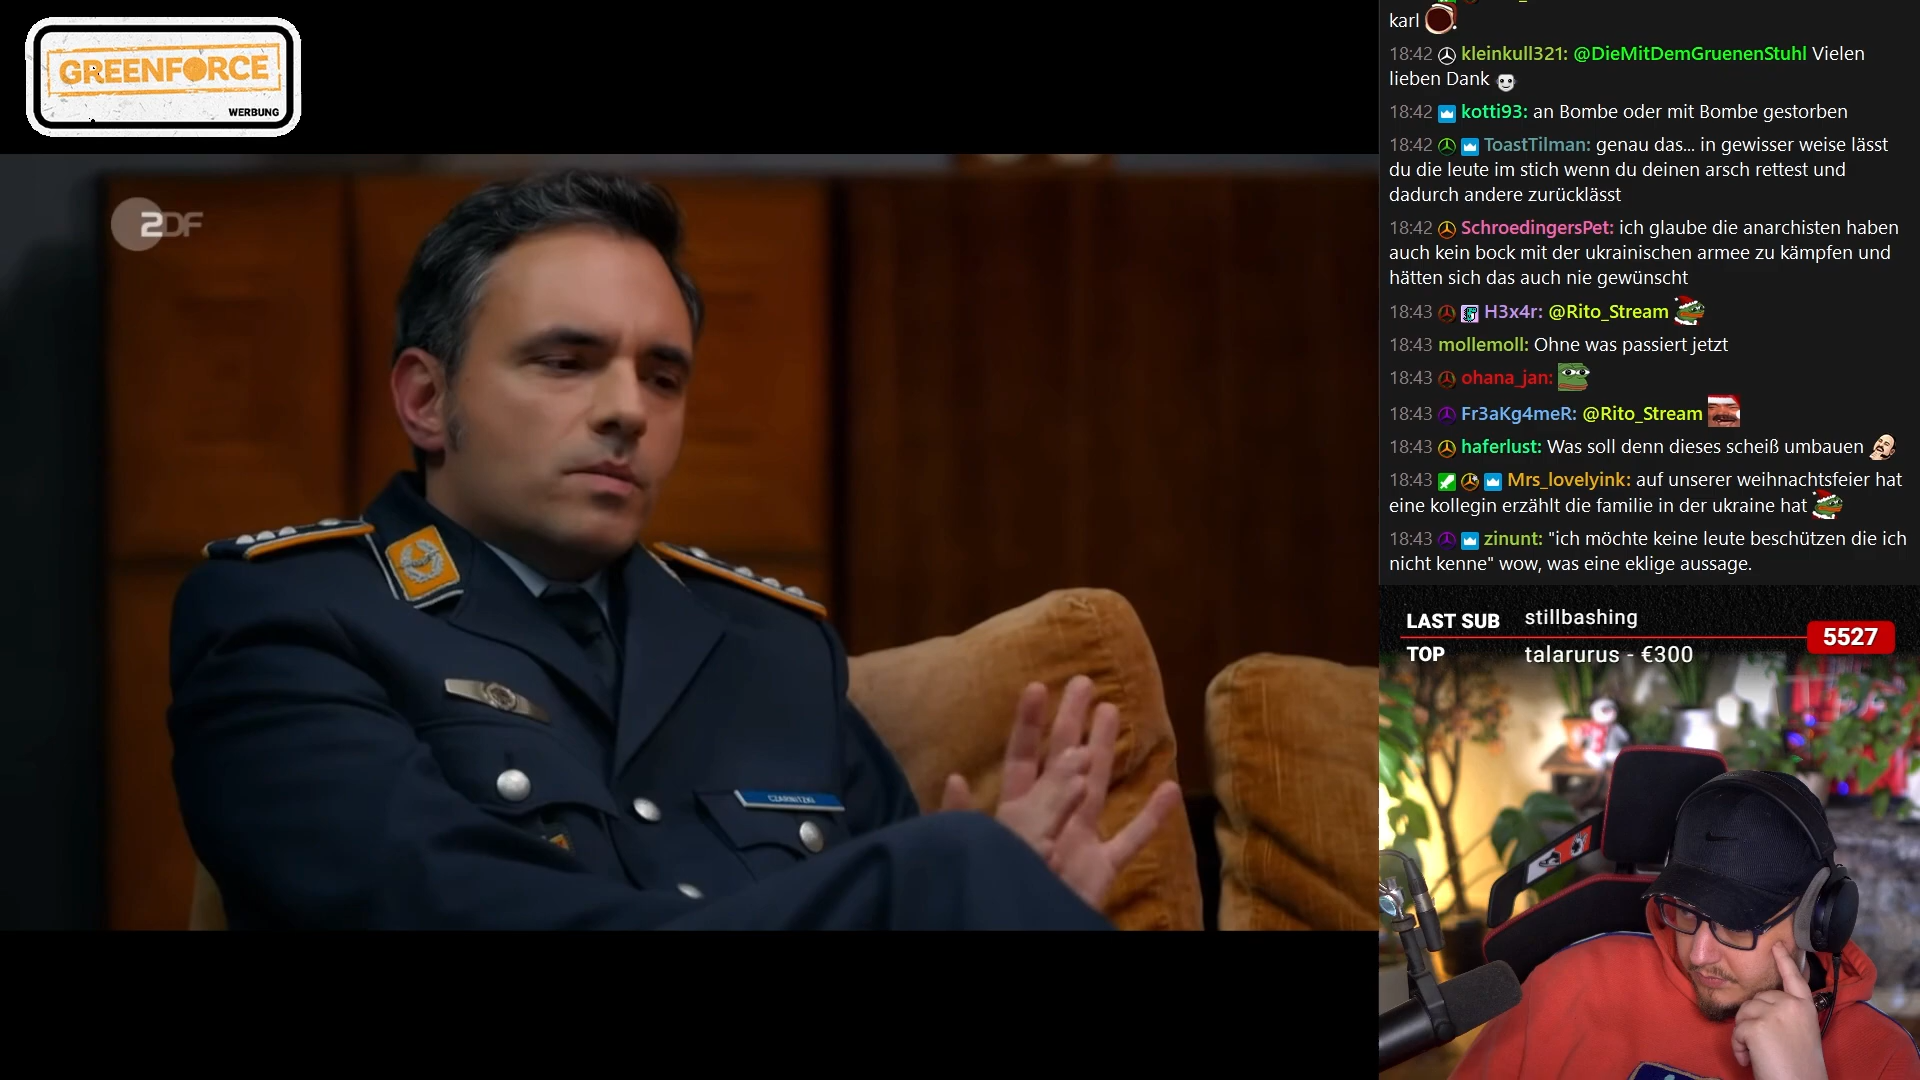 GREENFORCE
WERBUNG
ZDF
CZARNITZKI
karl
18:42 kleinkull321: @DieMitDemGruenenStuhl Vielen
lieben Dank
18:42 kotti93: an Bombe oder mit Bombe gestorben
18:42 ToastTilman: genau das... in gewisser weise lässt
du die leute im stich wenn du deinen arsch rettest und
dadurch andere zurücklässt
18:42 SchroedingersPet: ich glaube die anarchisten haben
auch kein bock mit der ukrainischen armee zu kämpfen und
hätten sich das auch nie gewünscht
18:43 H3x4r: @Rito_Stream
18:43 mollemoll: Ohne was passiert jetzt
18:43 ohana_jan:
18:43 Fr3aKg4meR: @Rito_Stream
18:43 haferlust: Was soll denn dieses scheiß umbauen
18:43 Mrs_lovelyink: auf unserer weihnachtsfeier hat
eine kollegin erzählt die familie in der ukraine hat
18:43 zinunt: "ich möchte keine leute beschützen die ich
nicht kenne" wow, was eine eklige aussage.
LAST SUB stillbashing
5527
TOP talarurus - €300